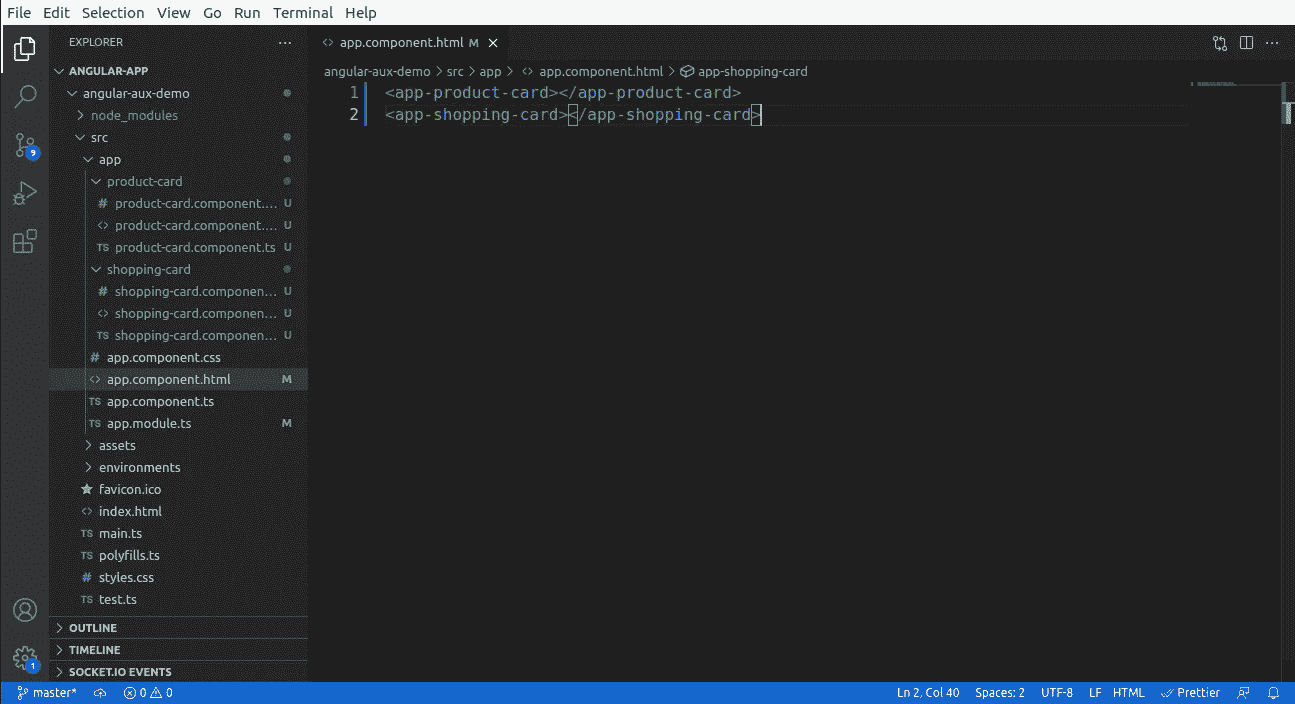 File Edit Selection View Go Run Terminal Help
EXPLORER ...
ANGULAR-APP
angular-aux-demo
node_modules
src
app
product-card
# product-card.component.... U
<> product-card.component.... U
TS product-card.component.ts U
shopping-card
# shopping-card.componen... U
<> shopping-card.componen... U
TS shopping-card.componen... U
# app.component.css
<> app.component.html M
TS app.component.ts
TS app.module.ts M
assets
environments
favicon.ico
<> index.html
TS main.ts
TS polyfills.ts
# styles.css
TS test.ts
OUTLINE
TIMELINE
SOCKET.IO EVENTS
9
1
<> app.component.html M
angular-aux-demo > src > app > <> app.component.html > app-shopping-card
1 <app-product-card></app-product-card>
2 <app-shopping-card></app-shopping-card>
master* 0 0 Ln 2, Col 40 Spaces: 2 UTF-8 LF HTML Prettier